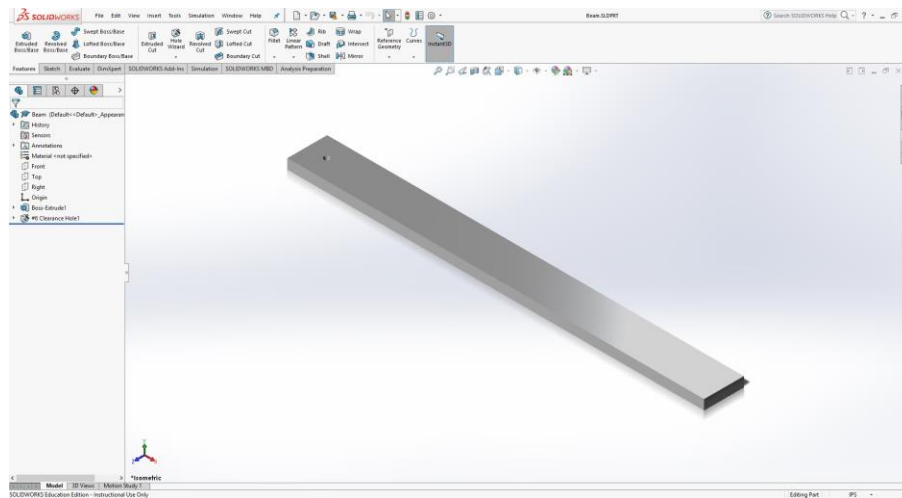 SOLIDWORKS File Edit View Insert Tools Simulation Window Help Beam.SLDPRT Search SOLIDWORKS Help
Extruded Boss/Base
Revolved Boss/Base
Swept Boss/Base
Lofted Boss/Base
Boundary Boss/Base
Extruded Cut
Hole Wizard
Revolved Cut
Swept Cut
Lofted Cut
Boundary Cut
Fillet
Linear Pattern
Rib
Draft
Shell
Wrap
Intersect
Mirror
Reference Geometry
Curves
Instant3D
Features Sketch Evaluate DimXpert SOLIDWORKS Add-Ins Simulation SOLIDWORKS MBD Analysis Preparation
Beam (Default<<Default>_Appearan
History
Sensors
Annotations
Material <not specified>
Front
Top
Right
Origin
Boss-Extrude1
#6 Clearance Hole1
*Isometric
Model 3D Views Motion Study 1
SOLIDWORKS Education Edition - Instructional Use Only Editing Part IPS